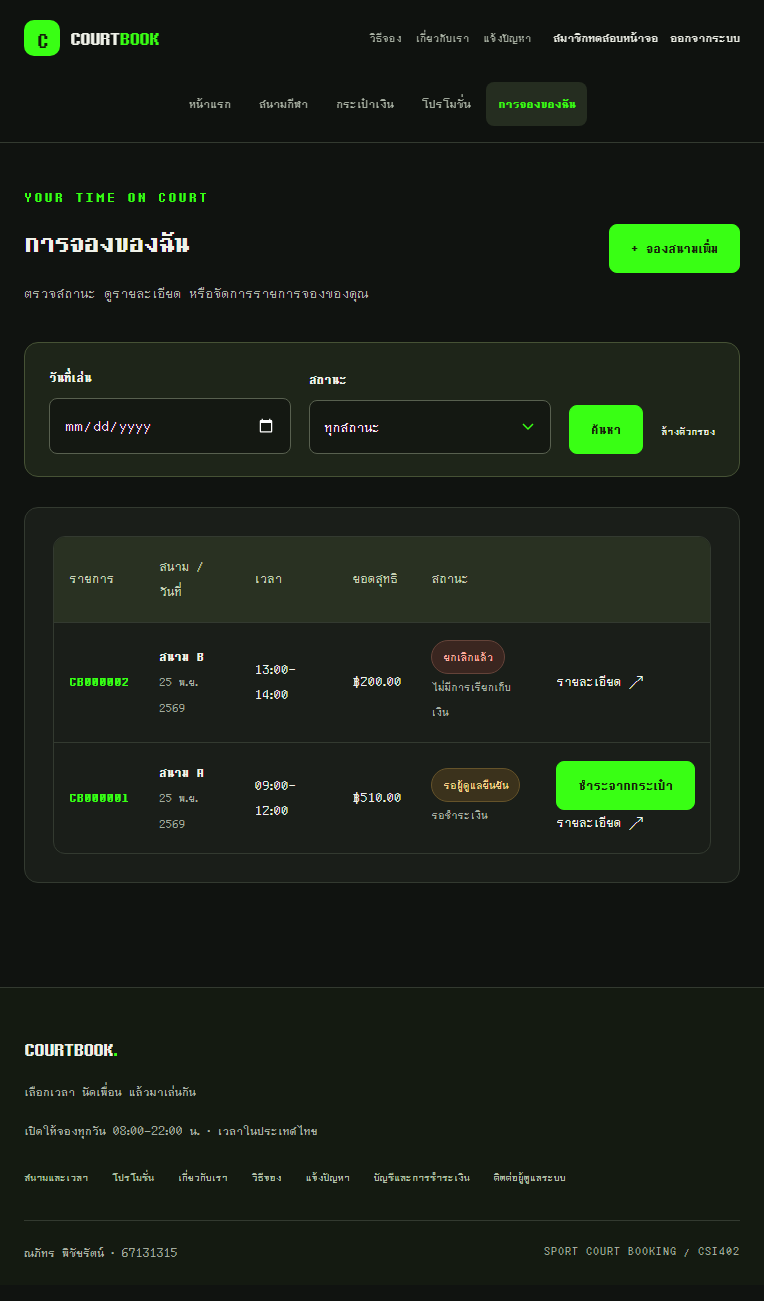 C COURTBOOK
วิธีจอง เกี่ยวกับเรา แจ้งปัญหา สมาชิกทดสอบหน้าจอ ออกจากระบบ
หน้าแรก สนามกีฬา กระเป๋าเงิน โปรโมชั่น การจองของฉัน
YOUR TIME ON COURT
การจองของฉัน
+ จองสนามเพิ่ม
ตรวจสถานะ ดูรายละเอียด หรือจัดการรายการจองของคุณ
วันที่เล่น
สถานะ
mm/dd/yyyy
ทุกสถานะ
ค้นหา
ล้างตัวกรอง
รายการ
สนาม /
วันที่
เวลา
ยอดสุทธิ
สถานะ
CB000002
สนาม B
25 พ.ย.
2569
13:00–
14:00
฿200.00
ยกเลิกแล้ว
ไม่มีการเรียกเก็บ
เงิน
รายละเอียด ↗
CB000001
สนาม A
25 พ.ย.
2569
09:00–
12:00
฿510.00
รอผู้ดูแลยืนยัน
รอชำระเงิน
ชำระจากกระเป๋า
รายละเอียด ↗
COURTBOOK.
เลือกเวลา นัดเพื่อน แล้วมาเล่นกัน
เปิดให้จองทุกวัน 08:00–22:00 น. · เวลาในประเทศไทย
สนามและเวลา โปรโมชั่น เกี่ยวกับเรา วิธีจอง แจ้งปัญหา บัญชีและการชำระเงิน ติดต่อผู้ดูแลระบบ
ณภัทร พิชัยรัตน์ · 67131315
SPORT COURT BOOKING / CSI402